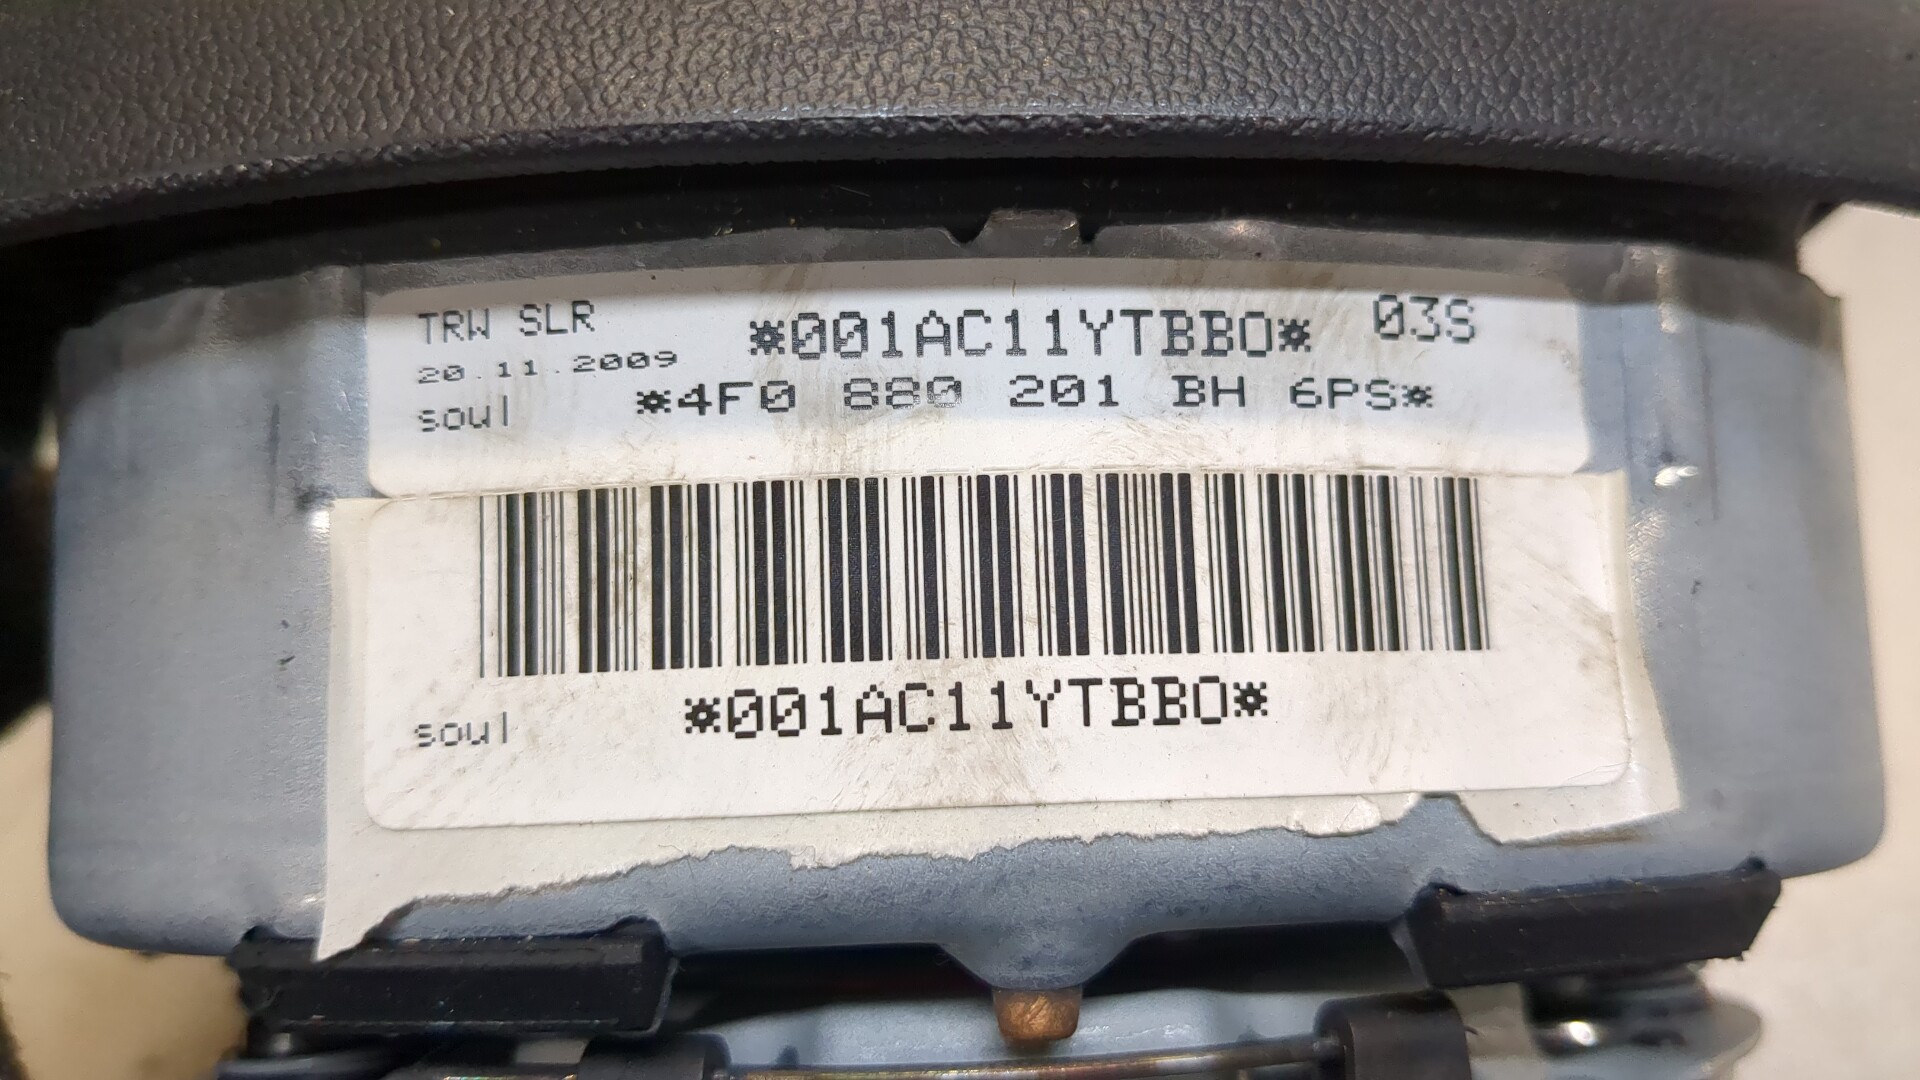 TRW SLR
*001AC11YTBBO*
03S
20.11.2009
*4F0 880 201 BH 6PS*
soul
*001AC11YTBBO*
soul